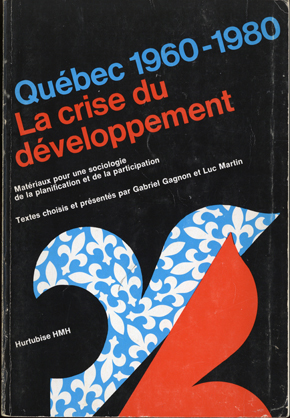 Québec 1960-1980
La crise du
développement
Matériaux pour une sociologie
de la planification et de la participation
Textes choisis et présentés par Gabriel Gagnon et Luc Martin
Hurtubise HMH